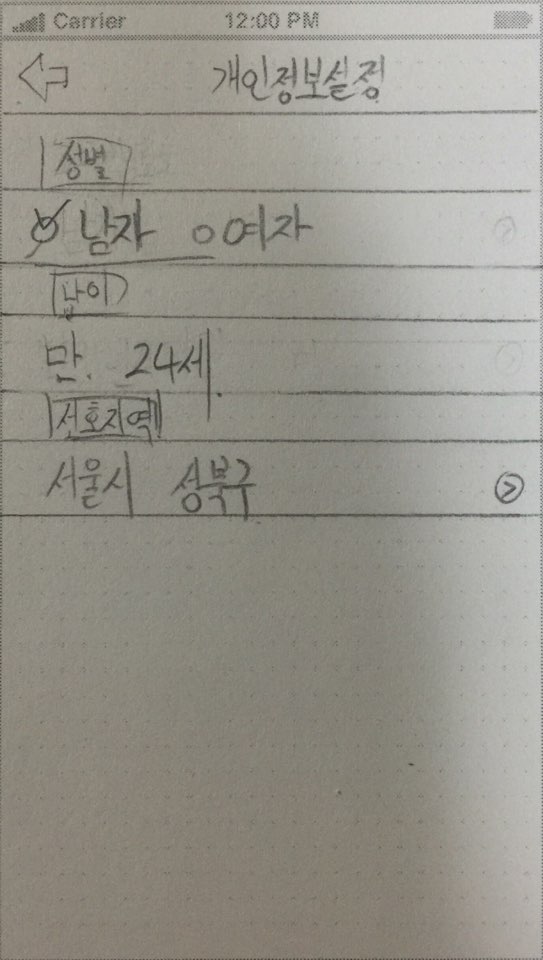 Carrier 12:00 PM
개인정보설정
성별
남자 여자
나이
만. 24세.
선호지역
서울시 성북구